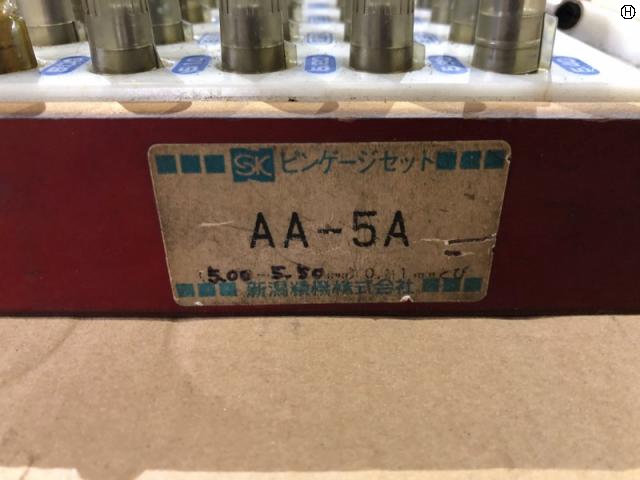 H
SK ピンゲージセット
AA-5A
5.00 - 5.50 0.01mmとび
新潟精機株式会社